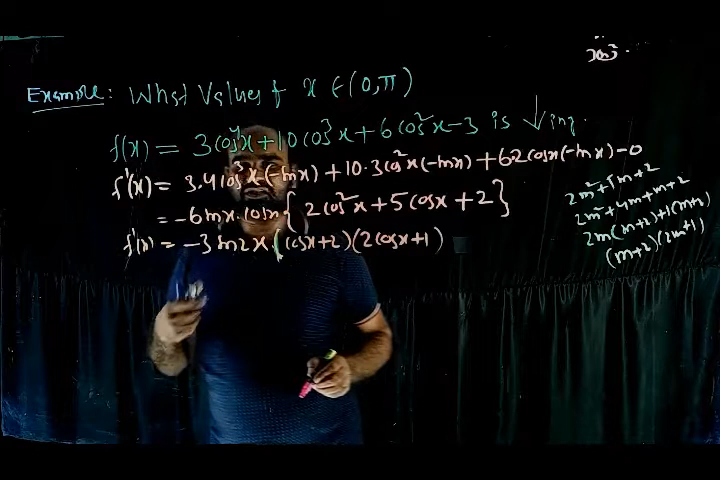 Example: What Values of x ∈ (0, π)
f(x) = 3cos⁴x + 10cos³x + 6cos²x - 3 is ↓ing.
f'(x) = 3.4cos³x(-sinx) + 10.3cos²x(-sinx) + 6.2cosx(-sinx) - 0
= -6sinx.cosx{2cos²x + 5cosx + 2}
f'(x) = -3sin2x(cosx+2)(2cosx+1)
2m²+5m+2
2m²+4m+m+2
2m(m+2)+1(m+2)
(m+2)(2m+1)